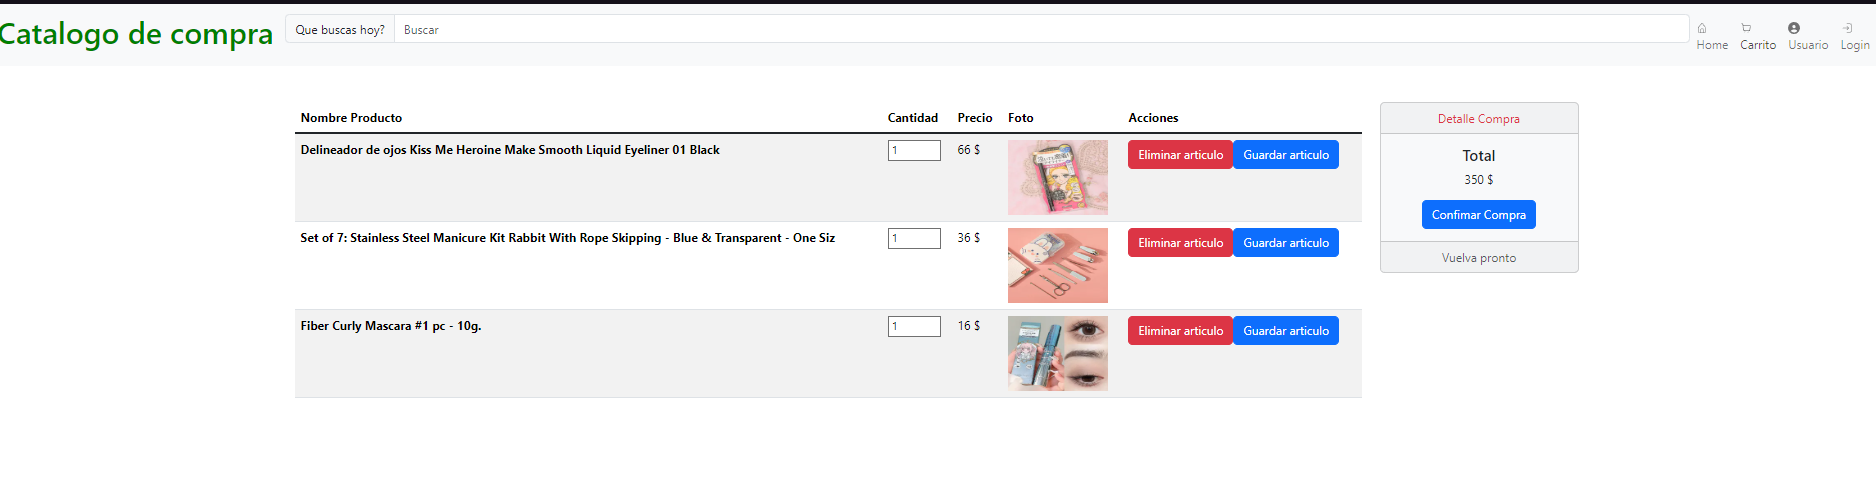 Catalogo de compra
Que buscas hoy? Buscar
Home Carrito Usuario Login
Nombre Producto Cantidad Precio Foto Acciones
Delineador de ojos Kiss Me Heroine Make Smooth Liquid Eyeliner 01 Black 1 66 $ Eliminar articulo Guardar articulo
Set of 7: Stainless Steel Manicure Kit Rabbit With Rope Skipping - Blue & Transparent - One Siz 1 36 $ Eliminar articulo Guardar articulo
Fiber Curly Mascara #1 pc - 10g. 1 16 $ Eliminar articulo Guardar articulo
Detalle Compra
Total
350 $
Confimar Compra
Vuelva pronto